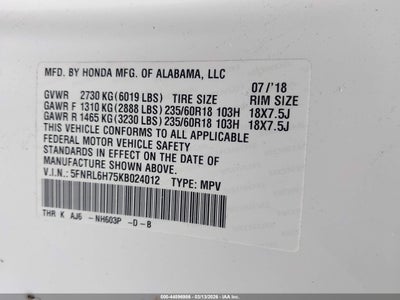 MFD. BY HONDA MFG. OF ALABAMA, LLC
07/'18
GVWR 2730 KG(6019 LBS) TIRE SIZE RIM SIZE
GAWR F 1310 KG(2888 LBS)235/60R18 103H 18X7.5J
GAWR R 1465 KG(3230 LBS)235/60R18 103H 18X7.5J
THIS VEHICLE CONFORMS TO ALL APPLICABLE
FEDERAL MOTOR VEHICLE SAFETY
STANDARDS IN EFFECT ON THE DATE OF
MANUFACTURE SHOWN ABOVE.
V.I.N.: 5FNRL6H75KB024012 TYPE: MPV
THR K AJ6 -NH603P -D-B